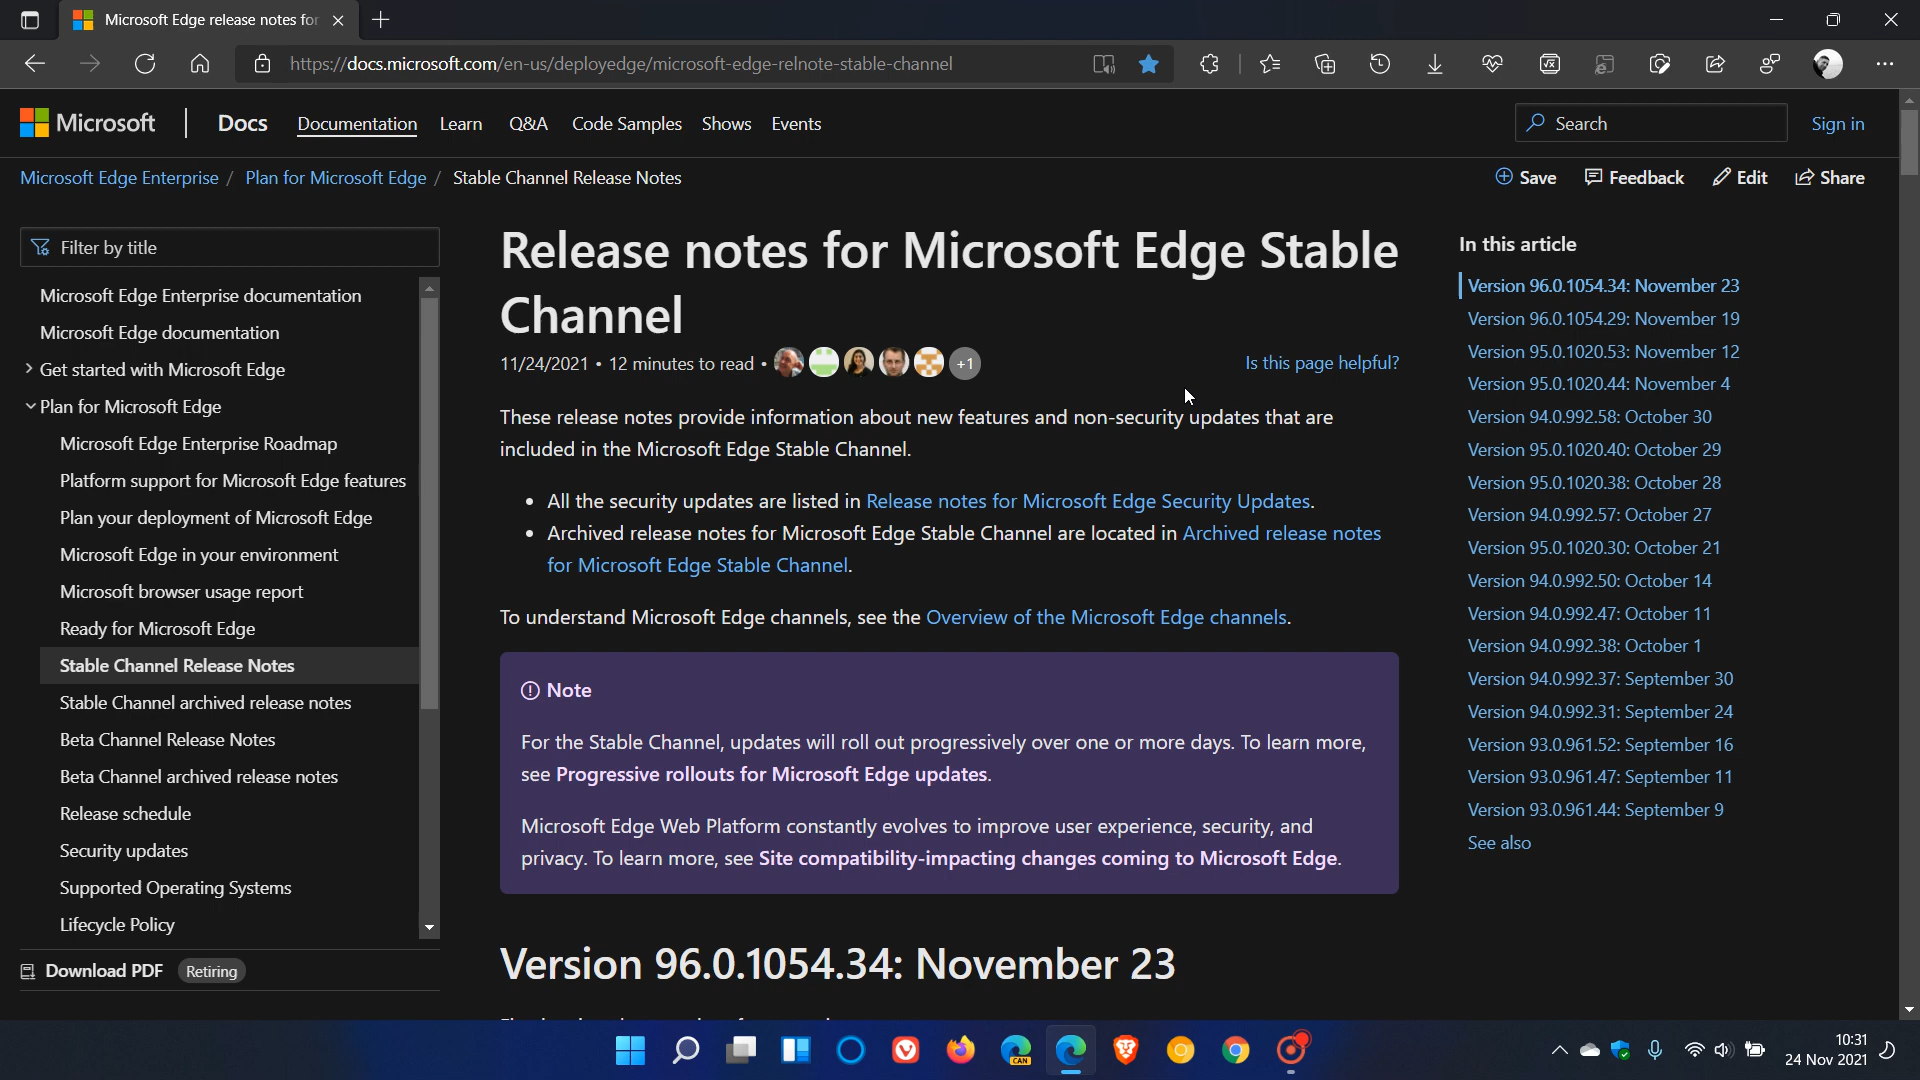 Microsoft Edge release notes for
https://docs.microsoft.com/en-us/deployedge/microsoft-edge-relnote-stable-channel
Microsoft
Docs
Documentation
Learn
Q&A
Code Samples
Shows
Events
Search
Sign in
Microsoft Edge Enterprise / Plan for Microsoft Edge / Stable Channel Release Notes
Save
Feedback
Edit
Share
Filter by title
Microsoft Edge Enterprise documentation
Microsoft Edge documentation
Get started with Microsoft Edge
Plan for Microsoft Edge
Microsoft Edge Enterprise Roadmap
Platform support for Microsoft Edge features
Plan your deployment of Microsoft Edge
Microsoft Edge in your environment
Microsoft browser usage report
Ready for Microsoft Edge
Stable Channel Release Notes
Stable Channel archived release notes
Beta Channel Release Notes
Beta Channel archived release notes
Release schedule
Security updates
Supported Operating Systems
Lifecycle Policy
Download PDF
Retiring
Release notes for Microsoft Edge Stable
Channel
11/24/2021 • 12 minutes to read •
+1
Is this page helpful?
These release notes provide information about new features and non-security updates that are
included in the Microsoft Edge Stable Channel.
• All the security updates are listed in Release notes for Microsoft Edge Security Updates.
• Archived release notes for Microsoft Edge Stable Channel are located in Archived release notes
for Microsoft Edge Stable Channel.
To understand Microsoft Edge channels, see the Overview of the Microsoft Edge channels.
Note
For the Stable Channel, updates will roll out progressively over one or more days. To learn more,
see Progressive rollouts for Microsoft Edge updates.
Microsoft Edge Web Platform constantly evolves to improve user experience, security, and
privacy. To learn more, see Site compatibility-impacting changes coming to Microsoft Edge.
Version 96.0.1054.34: November 23
In this article
Version 96.0.1054.34: November 23
Version 96.0.1054.29: November 19
Version 95.0.1020.53: November 12
Version 95.0.1020.44: November 4
Version 94.0.992.58: October 30
Version 95.0.1020.40: October 29
Version 95.0.1020.38: October 28
Version 94.0.992.57: October 27
Version 95.0.1020.30: October 21
Version 94.0.992.50: October 14
Version 94.0.992.47: October 11
Version 94.0.992.38: October 1
Version 94.0.992.37: September 30
Version 94.0.992.31: September 24
Version 93.0.961.52: September 16
Version 93.0.961.47: September 11
Version 93.0.961.44: September 9
See also
CAN
10:31
24 Nov 2021